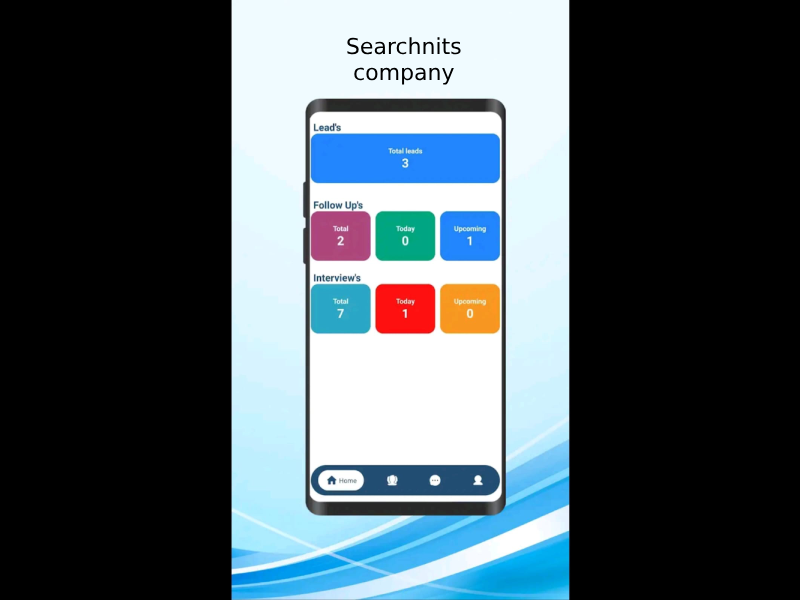 Searchnits
company
Lead's
Total leads
3
Follow Up's
Total
2
Today
0
Upcoming
1
Interview's
Total
7
Today
1
Upcoming
0
Home